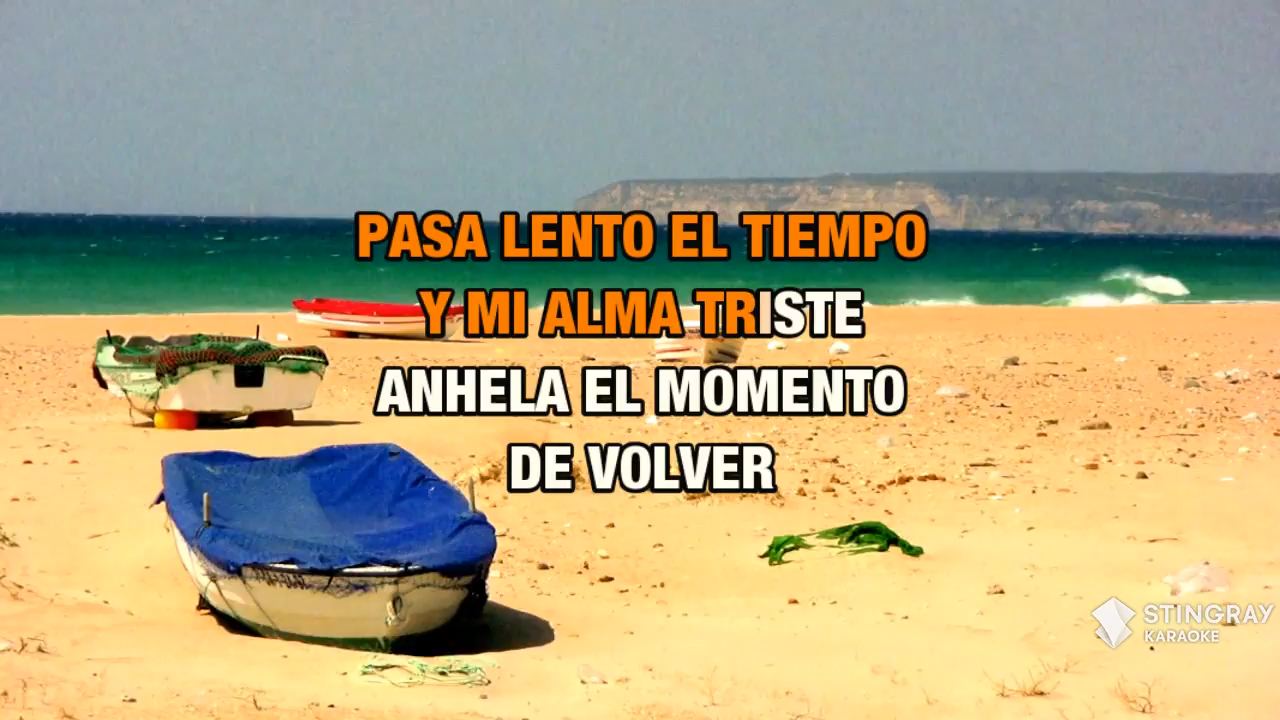 PASA LENTO EL TIEMPO
Y MI ALMA TRISTE
ANHELA EL MOMENTO
DE VOLVER
STINGRAY
KARAOKE